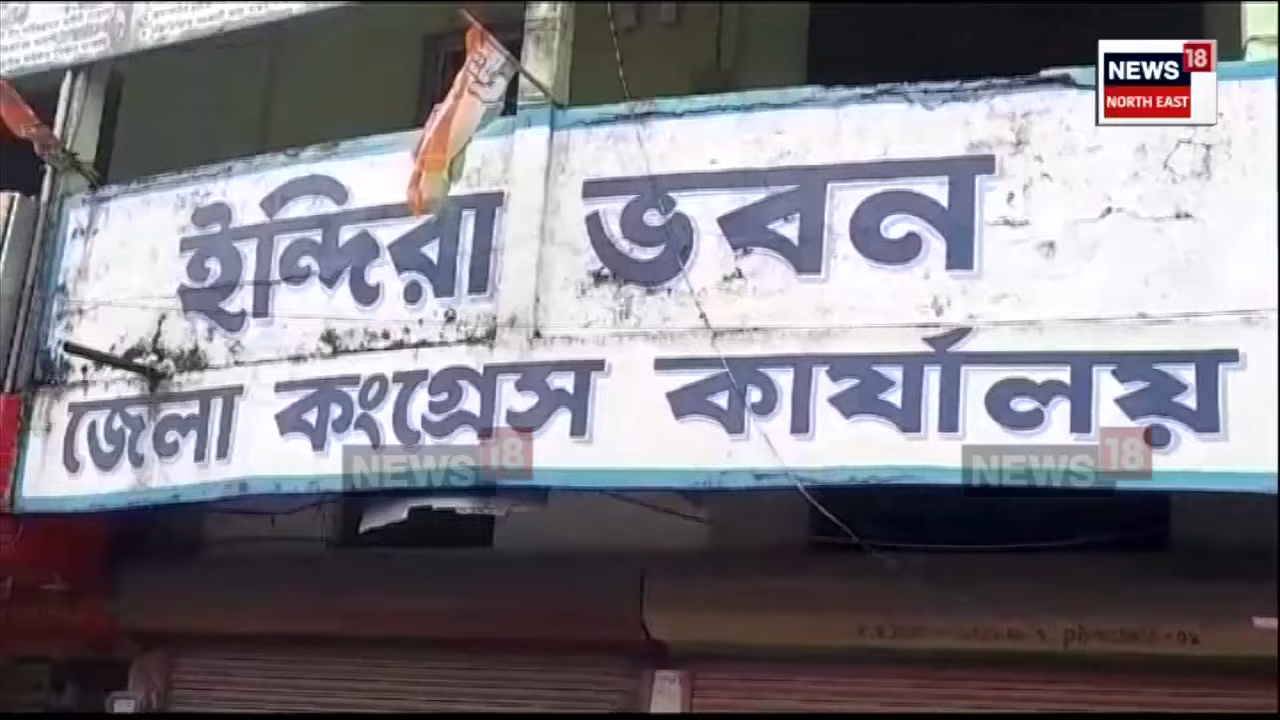 NEWS 18
NORTH EAST
ইন্দিরা ভবন
জেলা কংগ্রেস কার্যালয়
NEWS 18 NEWS 18